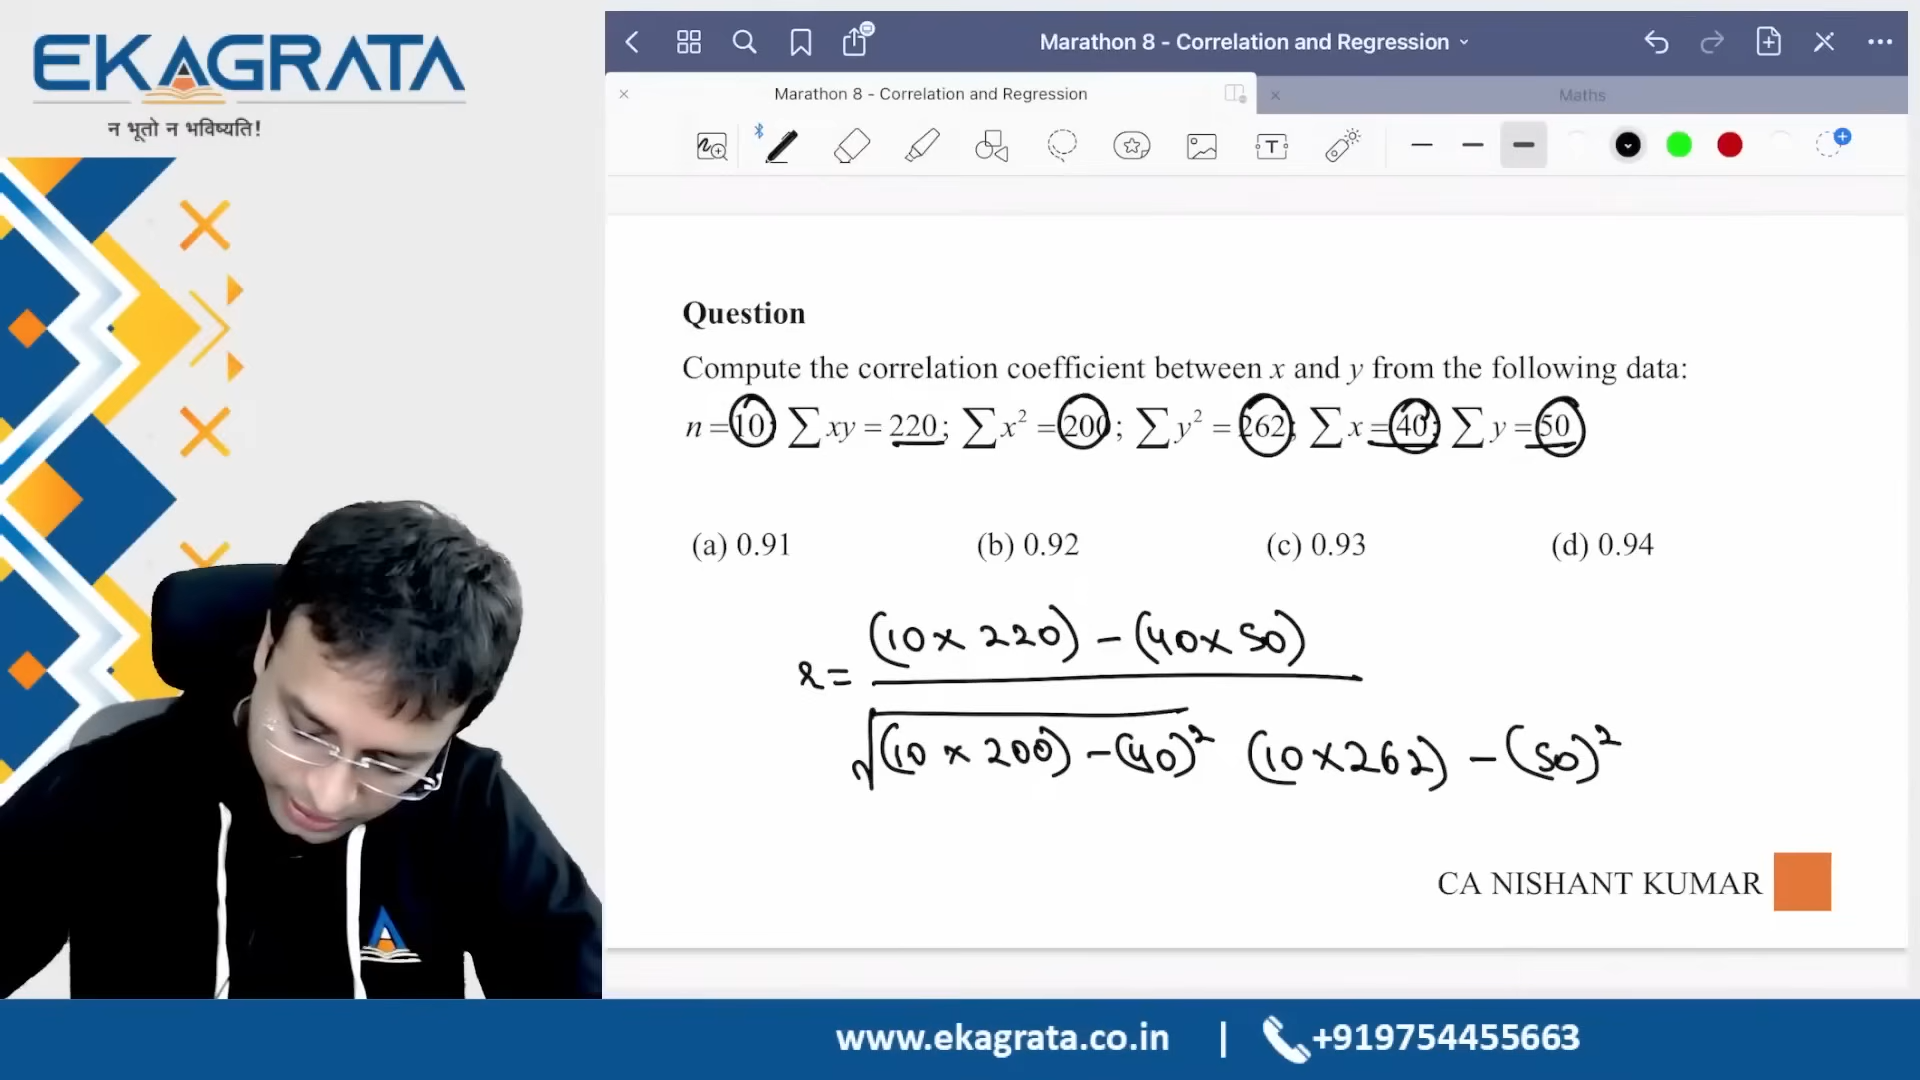 EKAGRATA
न भूतो न भविष्यति!
Marathon 8 - Correlation and Regression
Marathon 8 - Correlation and Regression
Maths
Question
Compute the correlation coefficient between x and y from the following data:
n = 10; ∑xy = 220; ∑x² = 200; ∑y² = 262; ∑x = 40; ∑y = 50
(a) 0.91 (b) 0.92 (c) 0.93 (d) 0.94
(10 × 220) – (40 × 50)
r =
√(10 × 200) – (40)² (10 × 262) – (50)²
CA NISHANT KUMAR
www.ekagrata.co.in | +919754455663